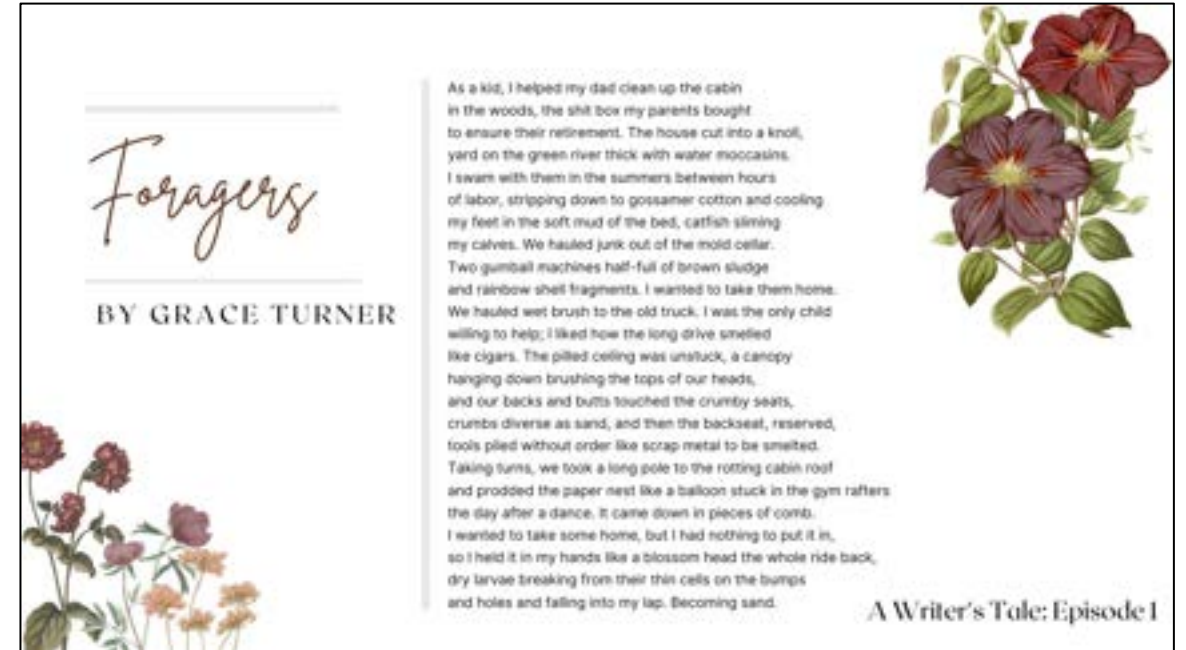 Foragers
BY GRACE TURNER
As a kid, I helped my dad clean up the cabin
in the woods, the shit box my parents bought
to ensure their retirement. The house cut into a knoll,
yard on the green river thick with water moccasins.
I swam with them in the summers between hours
of labor, stripping down to gossamer cotton and cooling
my feet in the soft mud of the bed, catfish sliming
my calves. We hauled junk out of the mold cellar.
Two gumball machines half-full of brown sludge
and rainbow shell fragments. I wanted to take them home.
We hauled wet brush to the old truck. I was the only child
willing to help; I liked how the long drive smelled
like cigars. The pilled ceiling was unstuck, a canopy
hanging down brushing the tops of our heads,
and our backs and butts touched the crumby seats,
crumbs diverse as sand, and then the backseat, reserved,
tools piled without order like scrap metal to be smelted.
Taking turns, we took a long pole to the rotting cabin roof
and prodded the paper nest like a balloon stuck in the gym rafters
the day after a dance. It came down in pieces of comb.
I wanted to take some home, but I had nothing to put it in,
so I held it in my hands like a blossom head the whole ride back,
dry larvae breaking from their thin cells on the bumps
and holes and falling into my lap. Becoming sand.
A Writer's Tale: Episode 1